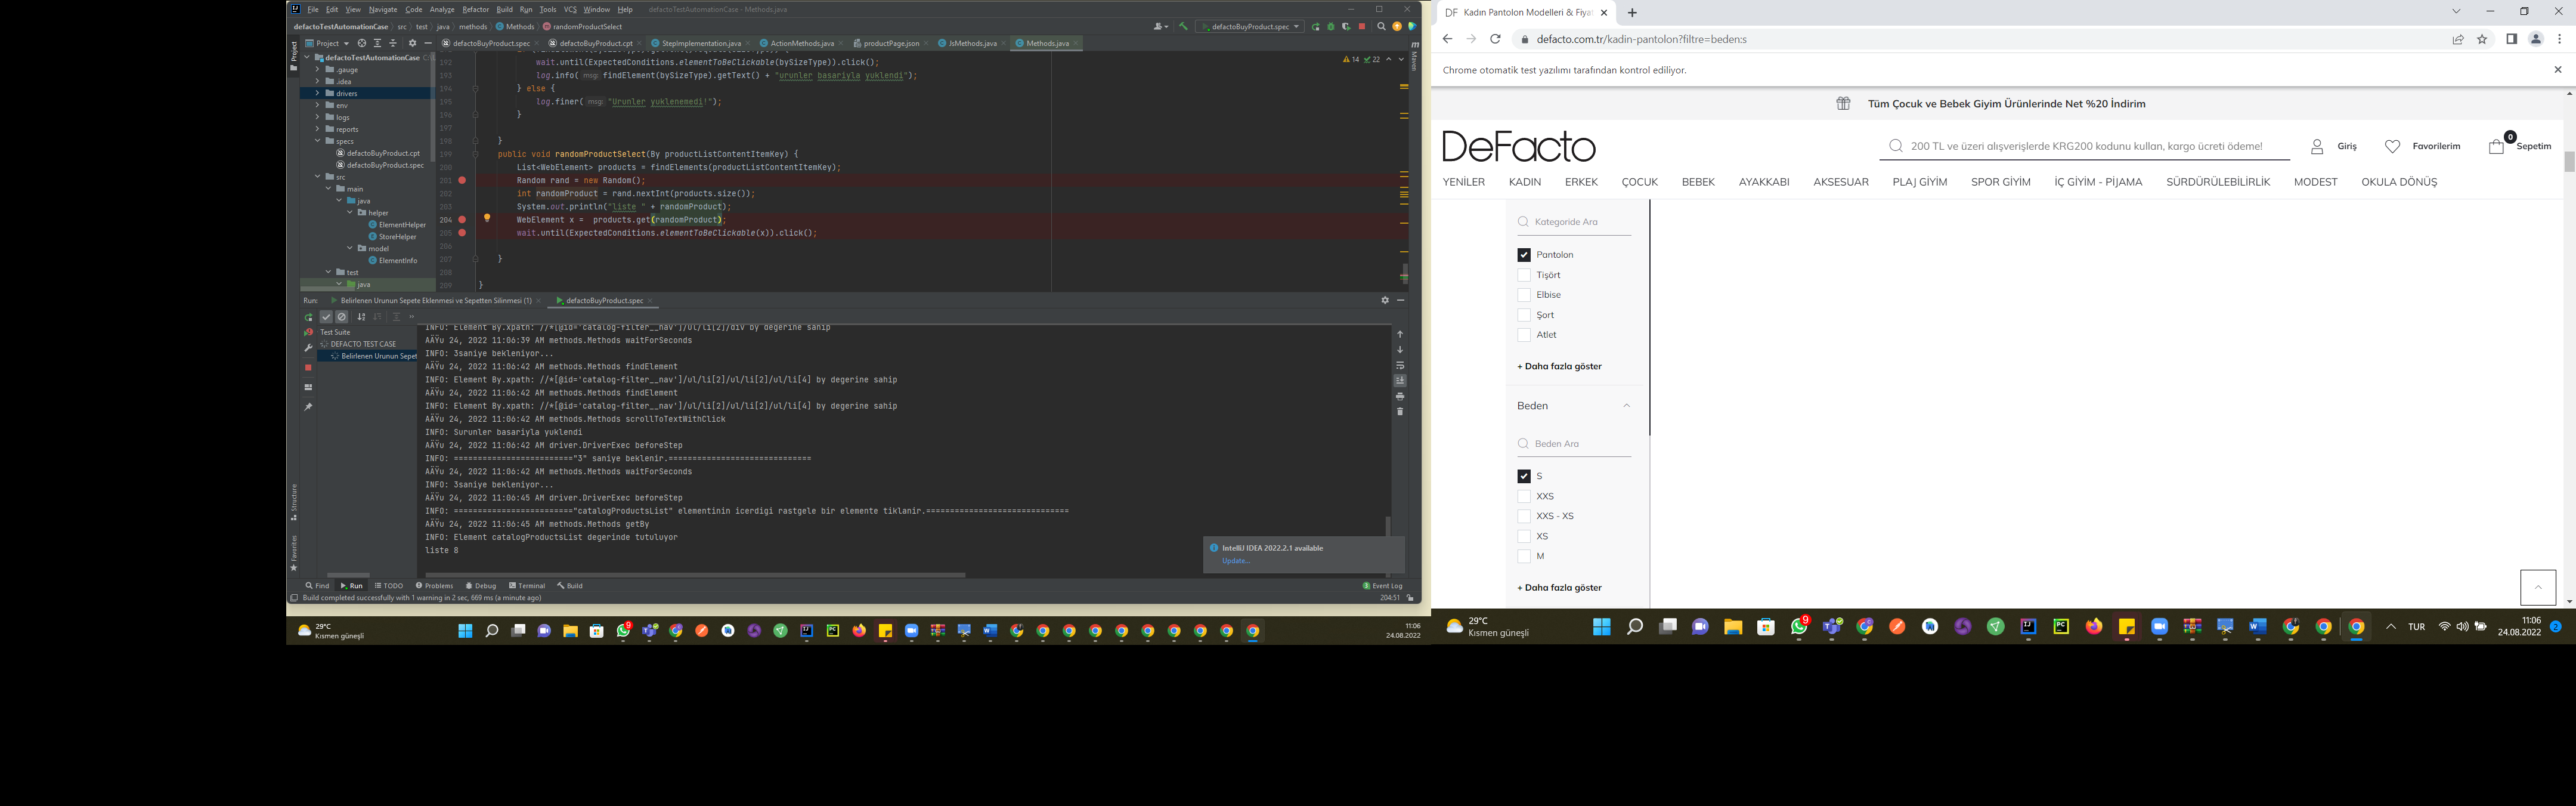 File Edit View Navigate Code Analyze Refactor Build Run Tools VCS Window Help defactoTestAutomationCase - Methods.java
defactoTestAutomationCase src test java methods Methods randomProductSelect
defactoBuyProduct.spec
Project
defactoBuyProduct.spec defactoBuyProduct.cpt StepImplementation.java ActionMethods.java productPage.json JsMethods.java Methods.java
defactoTestAutomationCase
.gauge
.idea
drivers
env
logs
reports
specs
defactoBuyProduct.cpt
defactoBuyProduct.spec
src
main
java
helper
ElementHelper
StoreHelper
model
ElementInfo
test
java
14 22
192 wait.until(ExpectedConditions.elementToBeClickable(bySizeType)).click();
193 log.info( msg: findElement(bySizeType).getText() + "urunler basariyla yuklendi");
194 } else {
195 log.finer( msg: "Urunler yuklenemedi!");
196 }
197
198 }
199 public void randomProductSelect(By productListContentItemKey) {
200 List<WebElement> products = findElements(productListContentItemKey);
201 Random rand = new Random();
202 int randomProduct = rand.nextInt(products.size());
203 System.out.println("liste " + randomProduct);
204 WebElement x =  products.get(randomProduct);
205 wait.until(ExpectedConditions.elementToBeClickable(x)).click();
206
207 }
208
209 }
Run: Belirlenen Urunun Sepete Eklenmesi ve Sepetten Silinmesi (1) defactoBuyProduct.spec
Test Suite
DEFACTO TEST CASE
Belirlenen Urunun Sepet
INFO: Element By.xpath: //*[@id='catalog-filter__nav']/ul/li[2]/div by degerine sahip
AÄŸu 24, 2022 11:06:39 AM methods.Methods waitForSeconds
INFO: 3saniye bekleniyor...
AÄŸu 24, 2022 11:06:42 AM methods.Methods findElement
INFO: Element By.xpath: //*[@id='catalog-filter__nav']/ul/li[2]/ul/li[2]/ul/li[4] by degerine sahip
AÄŸu 24, 2022 11:06:42 AM methods.Methods findElement
INFO: Element By.xpath: //*[@id='catalog-filter__nav']/ul/li[2]/ul/li[2]/ul/li[4] by degerine sahip
AÄŸu 24, 2022 11:06:42 AM methods.Methods scrollToTextWithClick
INFO: Surunler basariyla yuklendi
AÄŸu 24, 2022 11:06:42 AM driver.DriverExec beforeStep
INFO: =========================="3" saniye beklenir.==============================
AÄŸu 24, 2022 11:06:42 AM methods.Methods waitForSeconds
INFO: 3saniye bekleniyor...
AÄŸu 24, 2022 11:06:45 AM driver.DriverExec beforeStep
INFO: =========================="catalogProductsList" elementinin icerdigi rastgele bir elemente tiklanir.==============================
AÄŸu 24, 2022 11:06:45 AM methods.Methods getBy
INFO: Element catalogProductsList degerinde tutuluyor
liste 8
IntelliJ IDEA 2022.2.1 available
Update...
Project
Structure
Favorites
Maven
Find Run TODO Problems Debug Terminal Build Event Log
Build completed successfully with 1 warning in 2 sec, 669 ms (a minute ago) 204:51
29°C
Kısmen güneşli
9
11:06
24.08.2022
DF Kadın Pantolon Modelleri & Fiya
defacto.com.tr/kadin-pantolon?filtre=beden:s
Chrome otomatik test yazılımı tarafından kontrol ediliyor.
Tüm Çocuk ve Bebek Giyim Ürünlerinde Net %20 İndirim
DeFacto
200 TL ve üzeri alışverişlerde KRG200 kodunu kullan, kargo ücreti ödeme!
Giriş Favorilerim 0 Sepetim
YENİLER KADIN ERKEK ÇOCUK BEBEK AYAKKABI AKSESUAR PLAJ GİYİM SPOR GİYİM İÇ GİYİM - PİJAMA SÜRDÜRÜLEBİLİRLİK MODEST OKULA DÖNÜŞ
Kategoride Ara
Pantolon
Tişört
Elbise
Şort
Atlet
+ Daha fazla göster
Beden
Beden Ara
S
XXS
XXS - XS
XS
M
+ Daha fazla göster
29°C
Kısmen güneşli
9
TUR
11:06
24.08.2022
2